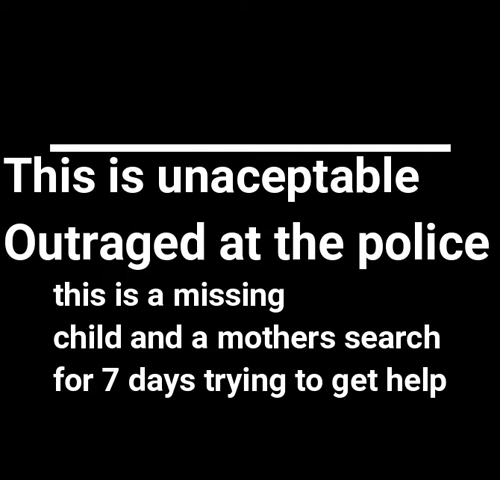 This is unaceptable
Outraged at the police
this is a missing
child and a mothers search
for 7 days trying to get help